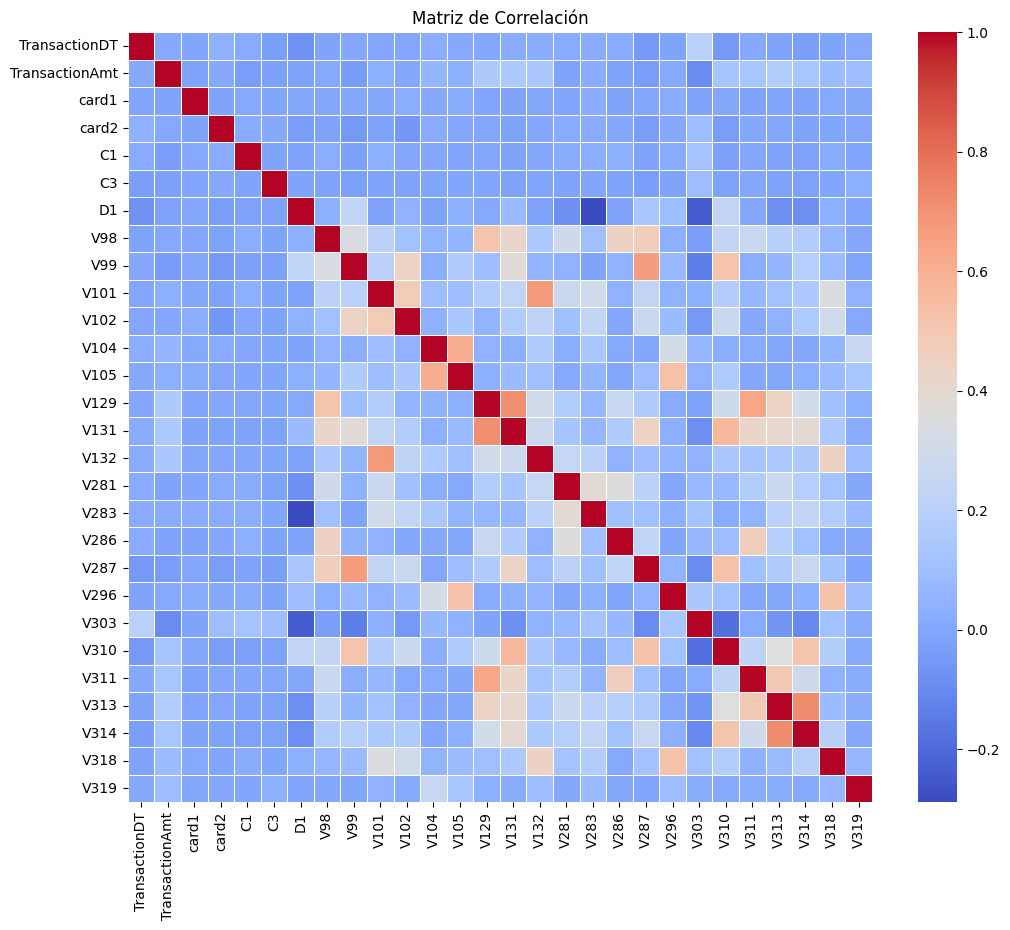 Matriz de Correlación
TransactionDT
TransactionAmt
card1
card2
C1
C3
D1
V98
V99
V101
V102
V104
V105
V129
V131
V132
V281
V283
V286
V287
V296
V303
V310
V311
V313
V314
V318
V319
TransactionDT
TransactionAmt
card1
card2
C1
C3
D1
V98
V99
V101
V102
V104
V105
V129
V131
V132
V281
V283
V286
V287
V296
V303
V310
V311
V313
V314
V318
V319
1.0
0.8
0.6
0.4
0.2
0.0
−0.2